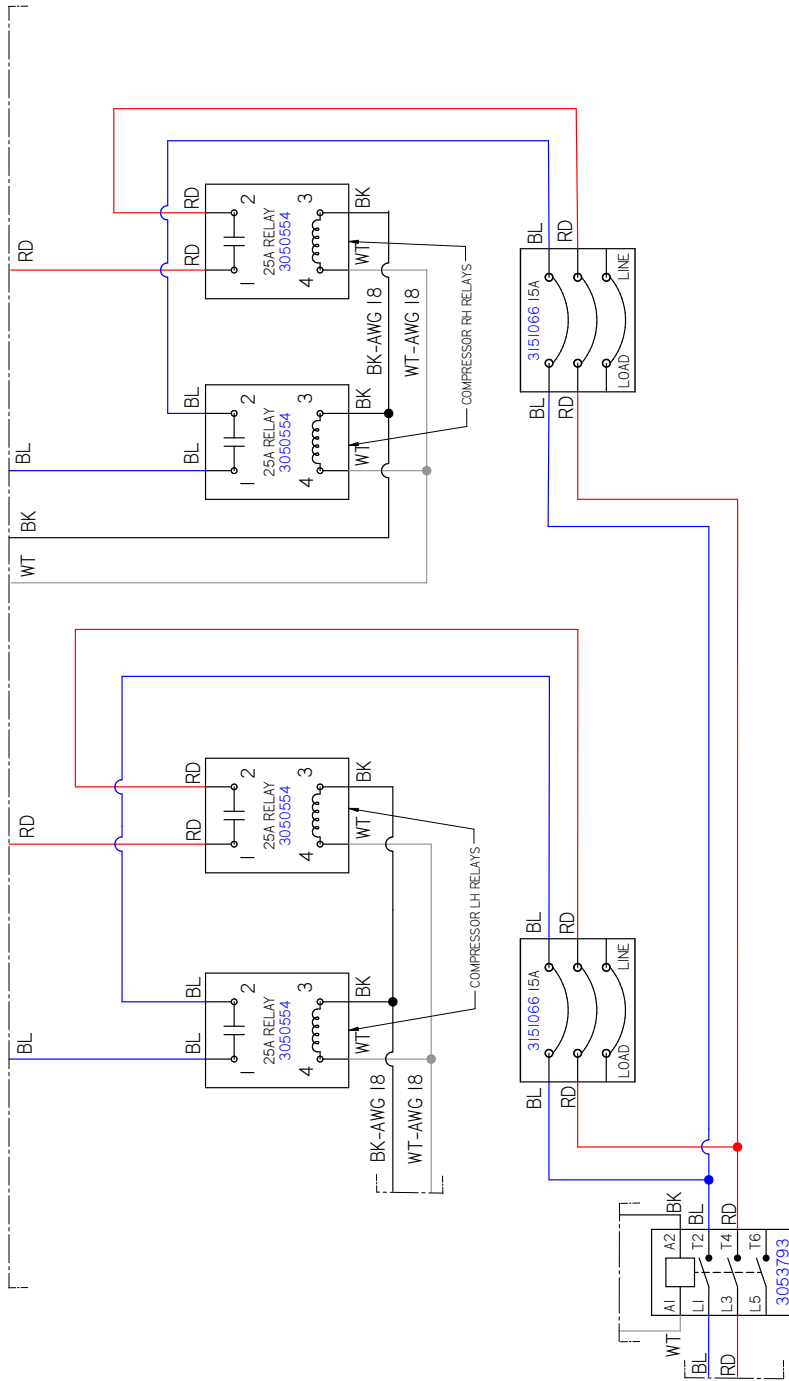 RD
BL
BK
WT
RD
RD
2
1
25A RELAY
3050554
3
4
BK
WT
BL
BL
2
1
25A RELAY
3050554
3
4
BK
WT
BK-AWG 18
WT-AWG 18
COMPRESSOR RH RELAYS
BL
RD
3151066 15A
LINE
LOAD
BL
RD
RD
BL
RD
RD
2
1
25A RELAY
3050554
3
4
BK
WT
BL
BL
2
1
25A RELAY
3050554
3
4
BK
WT
BK-AWG 18
WT-AWG 18
COMPRESSOR LH RELAYS
BL
RD
3151066 15A
LINE
LOAD
BL
RD
BK
BL
RD
A2
T2
T4
T6
A1
L1
L3
L5
3053793
WT
BL
RD